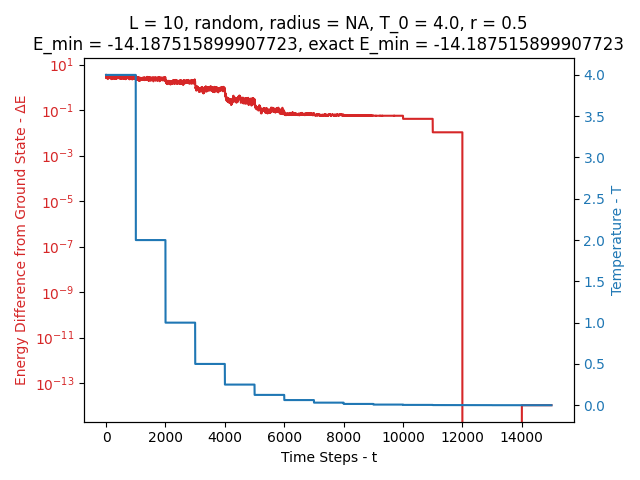 L = 10, random, radius = NA, T_0 = 4.0, r = 0.5
E_min = -14.187515899907723, exact E_min = -14.187515899907723
Energy Difference from Ground State - ΔE
10¹
10⁻¹
10⁻³
10⁻⁵
10⁻⁷
10⁻⁹
10⁻¹¹
10⁻¹³
4.0
3.5
3.0
2.5
2.0
1.5
1.0
0.5
0.0
Temperature - T
0 2000 4000 6000 8000 10000 12000 14000
Time Steps - t